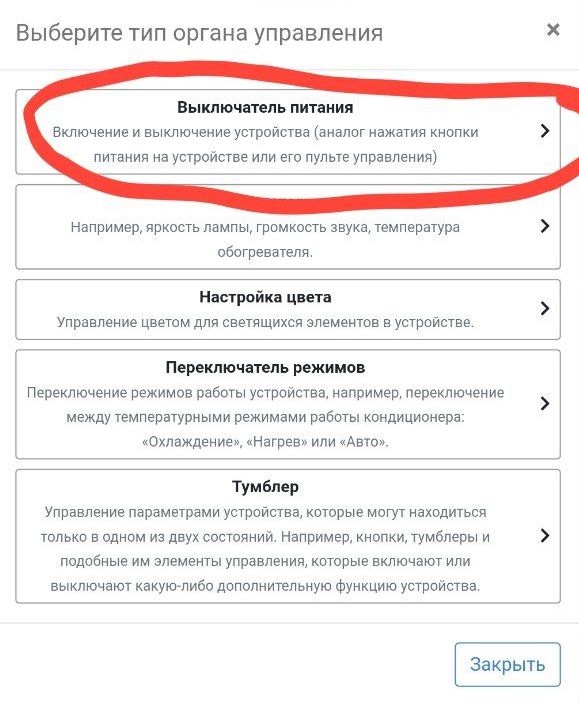 Выберите тип органа управления
×
Выключатель питания
Включение и выключение устройства (аналог нажатия кнопки
питания на устройстве или его пульте управления)
Например, яркость лампы, громкость звука, температура
обогревателя.
Настройка цвета
Управление цветом для светящихся элементов в устройстве.
Переключатель режимов
Переключение режимов работы устройства, например, переключение
между температурными режимами работы кондиционера:
«Охлаждение», «Нагрев» или «Авто».
Тумблер
Управление параметрами устройства, которые могут находиться
только в одном из двух состояний. Например, кнопки, тумблеры и
подобные им элементы управления, которые включают или
выключают какую-либо дополнительную функцию устройства.
Закрыть